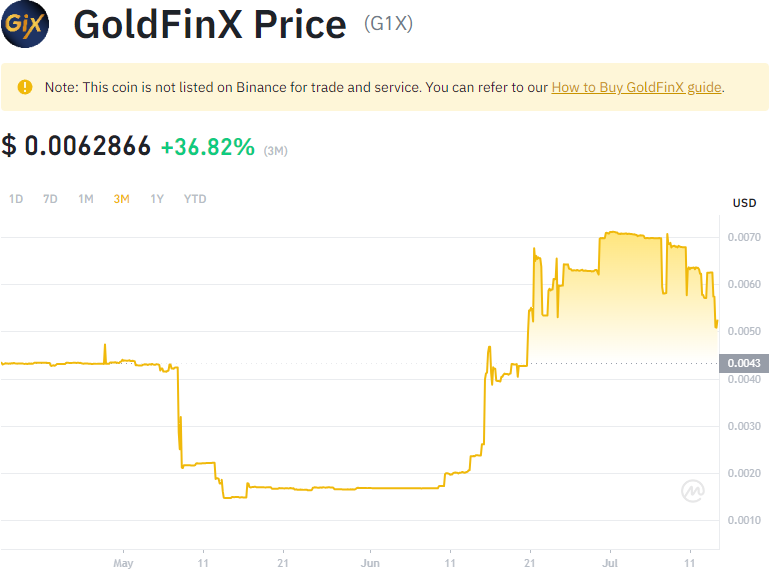 GiX
GoldFinX Price (G1X)
Note: This coin is not listed on Binance for trade and service. You can refer to our How to Buy GoldFinX guide.
$ 0.0062866 +36.82% (3M)
1D 7D 1M 3M 1Y YTD
USD
0.0070
0.0060
0.0050
0.0043
0.0040
0.0030
0.0020
0.0010
May 11 21 Jun 11 21 Jul 11